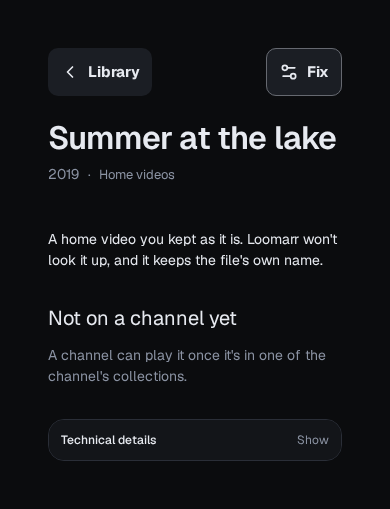 Library
Fix
Summer at the lake
2019 · Home videos
A home video you kept as it is. Loomarr won't
look it up, and it keeps the file's own name.
Not on a channel yet
A channel can play it once it's in one of the
channel's collections.
Technical details
Show